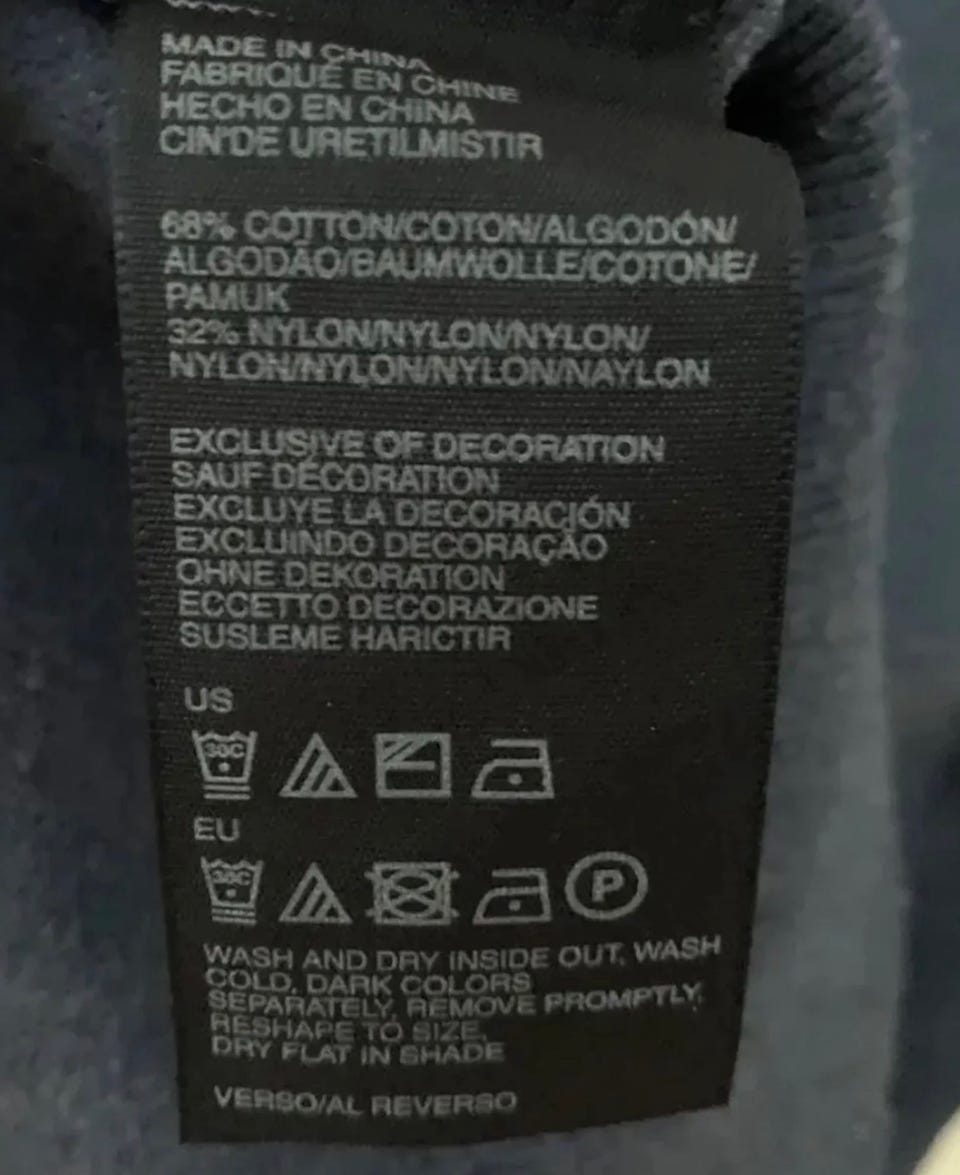 MADE IN CHINA
FABRIQUÉ EN CHINE
HECHO EN CHINA
CIN'DE URETILMISTIR
68% COTTON/COTON/ALGODÓN/
ALGODÃO/BAUMWOLLE/COTONE/
PAMUK
32% NYLON/NYLON/NYLON/
NYLON/NYLON/NYLON/NAYLON
EXCLUSIVE OF DECORATION
SAUF DÉCORATION
EXCLUYE LA DECORACIÓN
EXCLUINDO DECORAÇÃO
OHNE DEKORATION
ECCETTO DECORAZIONE
SUSLEME HARICTIR
US
30C
EU
30C
P
WASH AND DRY INSIDE OUT, WASH
COLD, DARK COLORS
SEPARATELY, REMOVE PROMPTLY,
RESHAPE TO SIZE,
DRY FLAT IN SHADE
VERSO/AL REVERSO